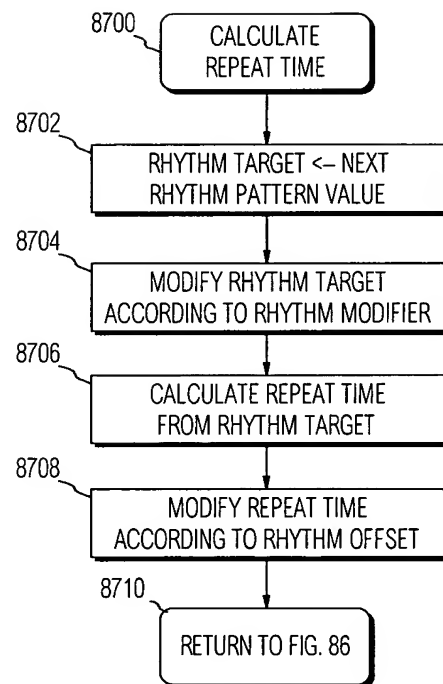 8700
CALCULATE
REPEAT TIME
8702
RHYTHM TARGET <– NEXT
RHYTHM PATTERN VALUE
8704
MODIFY RHYTHM TARGET
ACCORDING TO RHYTHM MODIFIER
8706
CALCULATE REPEAT TIME
FROM RHYTHM TARGET
8708
MODIFY REPEAT TIME
ACCORDING TO RHYTHM OFFSET
8710
RETURN TO FIG. 86